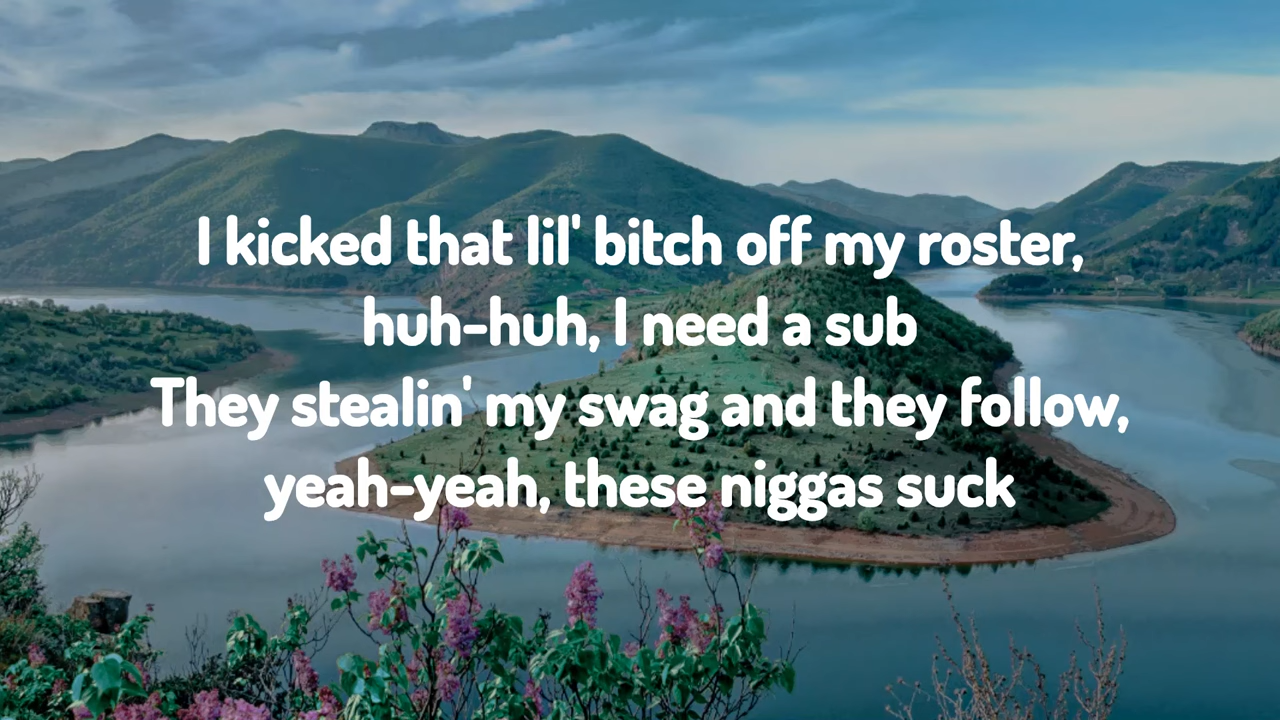 I kicked that lil' bitch off my roster,
huh-huh, I need a sub
They stealin' my swag and they follow,
yeah-yeah, these niggas suck